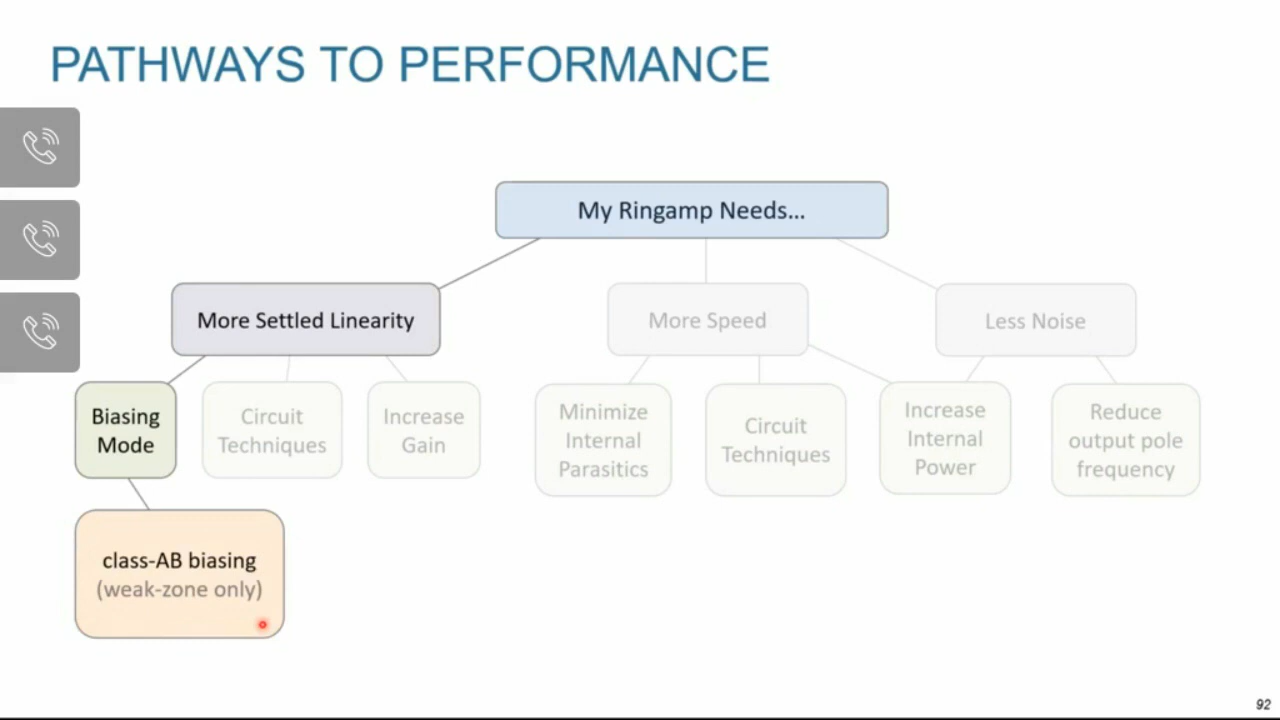 PATHWAYS TO PERFORMANCE
My Ringamp Needs...
More Settled Linearity
More Speed
Less Noise
Biasing
Mode
Circuit
Techniques
Increase
Gain
Minimize
Internal
Parasitics
Circuit
Techniques
Increase
Internal
Power
Reduce
output pole
frequency
class-AB biasing
(weak-zone only)
92